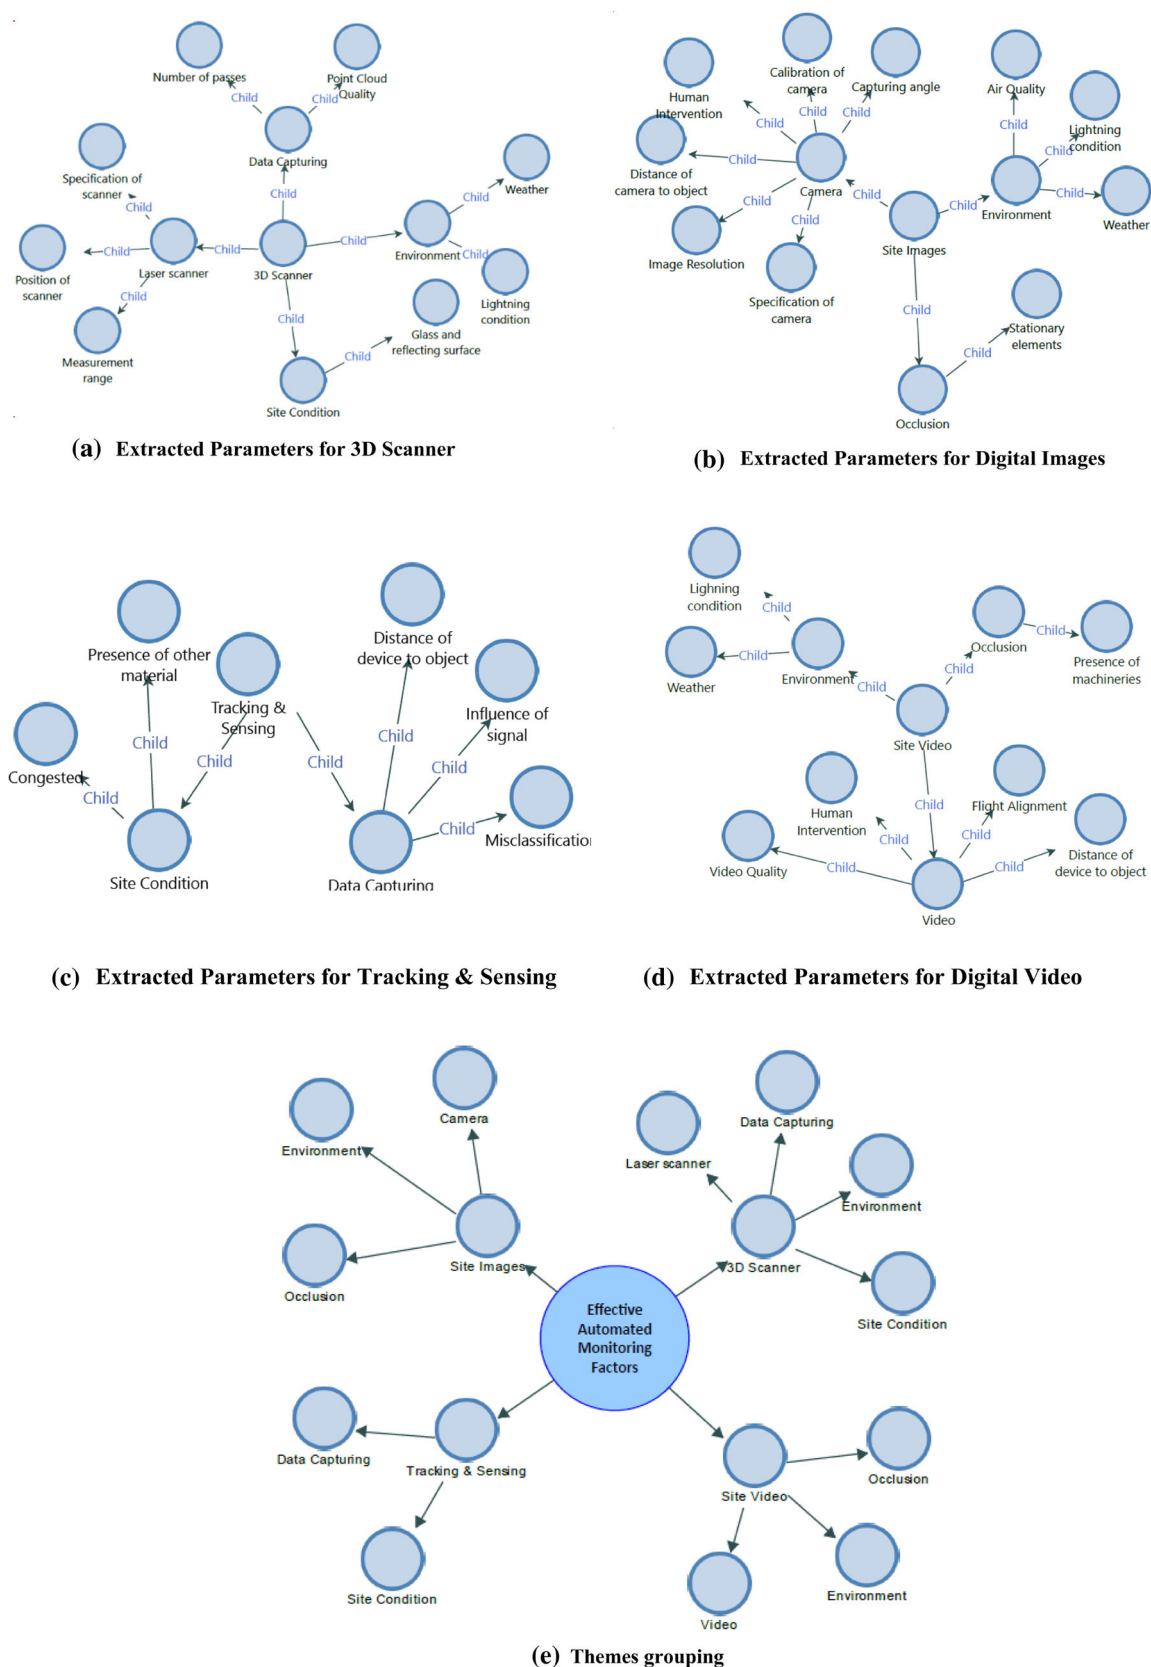 Number of passes
Point Cloud
Quality
Child
Child
Data Capturing
Specification of
scanner
Child
Weather
Child
Child
Child
Environment
Child
Child
Child
Position of
scanner
Laser scanner
3D Scanner
Child
Child
Lightning
condition
Glass and
reflecting surface
Child
Measurement
range
Site Condition
(a) Extracted Parameters for 3D Scanner
Calibration of
camera
Capturing angle
Air Quality
Human
Intervention
Child
Child
Child
Child
Lightning
condition
Child
Child
Distance of
camera to object
Camera
Child
Child
Child
Child
Child
Environment
Weather
Image Resolution
Site Images
Specification of
camera
Child
Stationary
elements
Child
Occlusion
(b) Extracted Parameters for Digital Images
Presence of other
material
Distance of
device to object
Tracking &
Sensing
Influence of
signal
Child
Child
Child
Child
Child
Congested
Child
Child
Misclassification
Site Condition
Data Capturing
(c) Extracted Parameters for Tracking & Sensing
Lighning
condition
Child
Occlusion
Child
Child
Child
Presence of
machineries
Weather
Environment
Child
Site Video
Human
Intervention
Child
Flight Alignment
Child
Child
Video Quality
Child
Child
Distance of
device to object
Video
(d) Extracted Parameters for Digital Video
Camera
Data Capturing
Environment
Laser scanner
Environment
Site Images
3D Scanner
Occlusion
Effective
Automated
Monitoring
Factors
Site Condition
Data Capturing
Tracking & Sensing
Occlusion
Site Video
Site Condition
Environment
Video
(e) Themes grouping